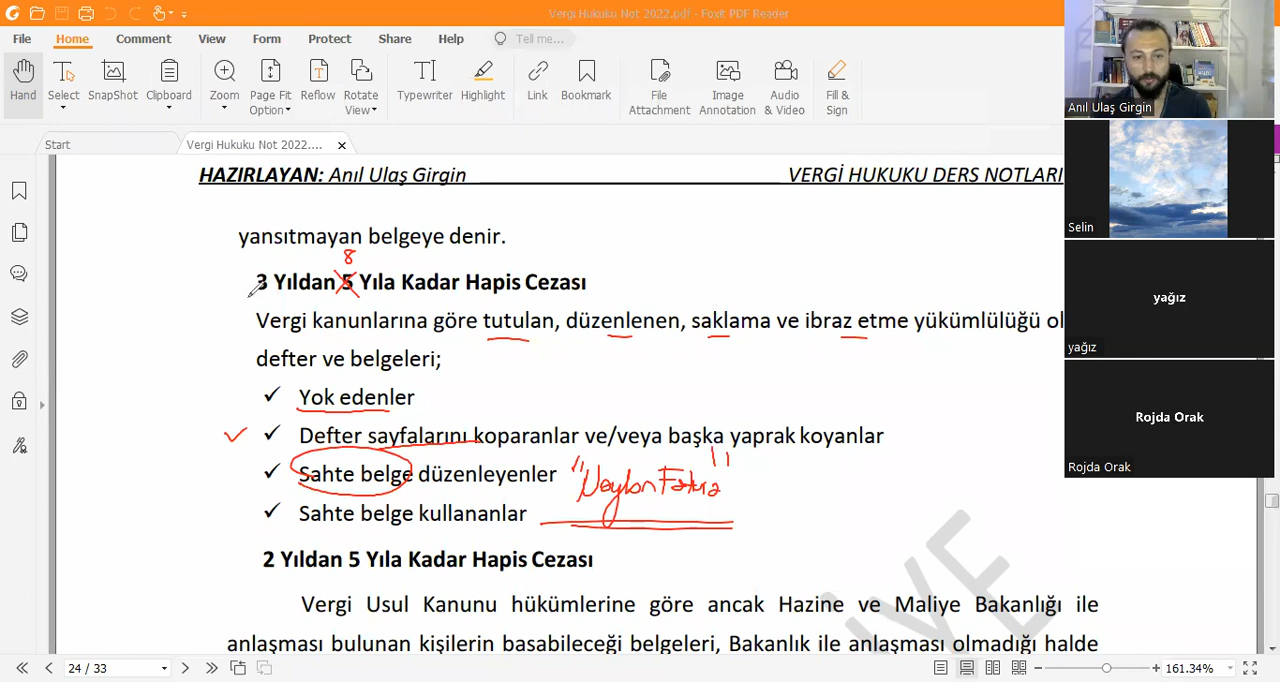 Vergi Hukuku Not 2022.pdf - Foxit PDF Reader
File Home Comment View Form Protect Share Help Tell me...
Hand Select SnapShot Clipboard Zoom Page Fit Option Reflow Rotate View Typewriter Highlight Link Bookmark File Attachment Image Annotation Audio & Video Fill & Sign
Start Vergi Hukuku Not 2022....
HAZIRLAYAN: Anıl Ulaş Girgin VERGİ HUKUKU DERS NOTLARI
yansıtmayan belgeye denir.
8
3 Yıldan 5 Yıla Kadar Hapis Cezası
Vergi kanunlarına göre tutulan, düzenlenen, saklama ve ibraz etme yükümlülüğü ol
defter ve belgeleri;
✓ Yok edenler
✓ Defter sayfalarını koparanlar ve/veya başka yaprak koyanlar
✓ Sahte belge düzenleyenler "Naylon Fatura"
✓ Sahte belge kullananlar
2 Yıldan 5 Yıla Kadar Hapis Cezası
Vergi Usul Kanunu hükümlerine göre ancak Hazine ve Maliye Bakanlığı ile
anlaşması bulunan kişilerin basabileceği belgeleri, Bakanlık ile anlaşması olmadığı halde
İYE
24 / 33
161.34%
Anıl Ulaş Girgin
Selin
yağız
yağız
Rojda Orak
Rojda Orak